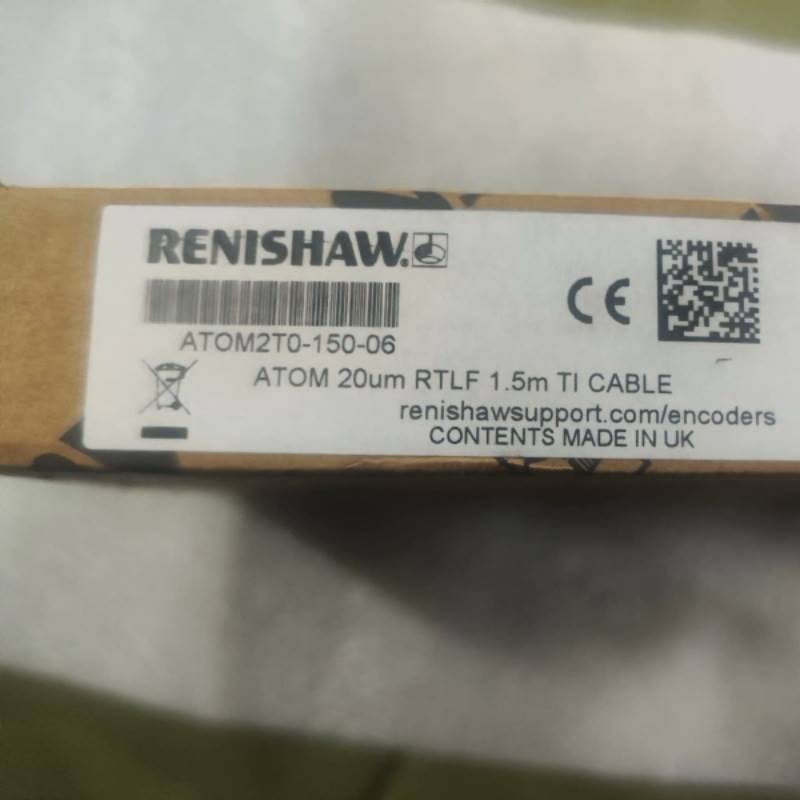 RENISHAW.
CE
ATOM2T0-150-06
ATOM 20um RTLF 1.5m TI CABLE
renishawsupport.com/encoders
CONTENTS MADE IN UK